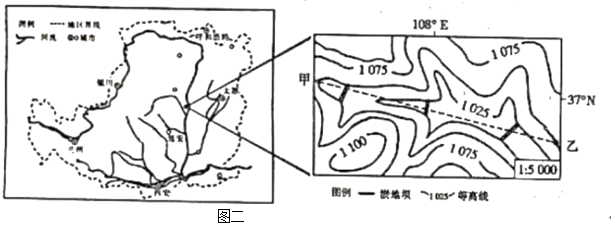 图例 地区界线
河流 城市
呼和浩特
银川
太原
延安
兰州
西安
108° E
1 075
甲
1 025
37°N
乙
1 100
1 075
1:5 000
图例 淤地坝 1 025 等高线
图二